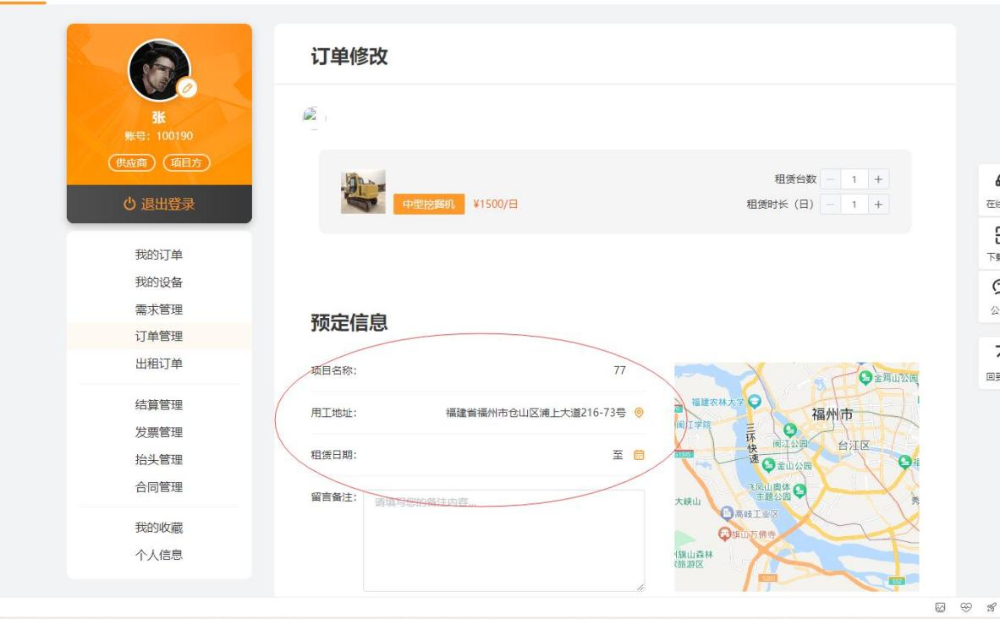 订单修改
张
账号：100190
供应商 项目方
退出登录
租赁台数 - 1 +
中型挖掘机 ¥1500/日
租赁时长（日） - 1 +
我的订单
我的设备
需求管理
订单管理
出租订单
结算管理
发票管理
抬头管理
合同管理
我的收藏
个人信息
预定信息
项目名称： 77
用工地址： 福建省福州市仓山区浦上大道216-73号
租赁日期： 至
留言备注： 请填写您的备注内容...
金鸡山公园
福建农林大学
福州市
闽江学院
三环快速
闽江公园
台江区
金山公园
飞凤山奥体
主题公园
大峡山
高岐工业区
旗山万佛寺
旗山森林
旅游区
秀
福
在线
下载
公
回到